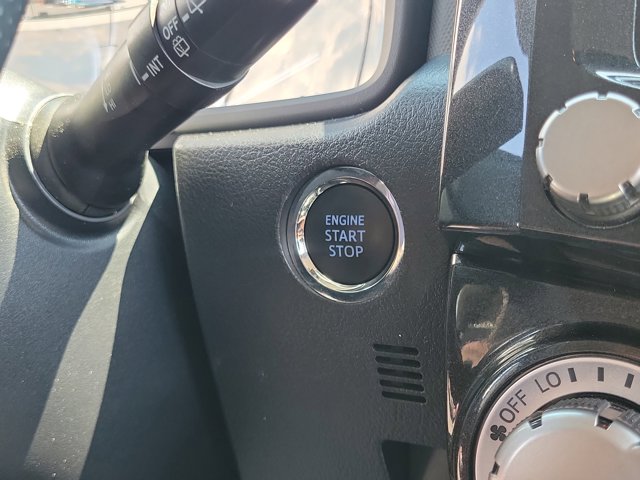 OFF
INT
ENGINE
START
STOP
OFF LO